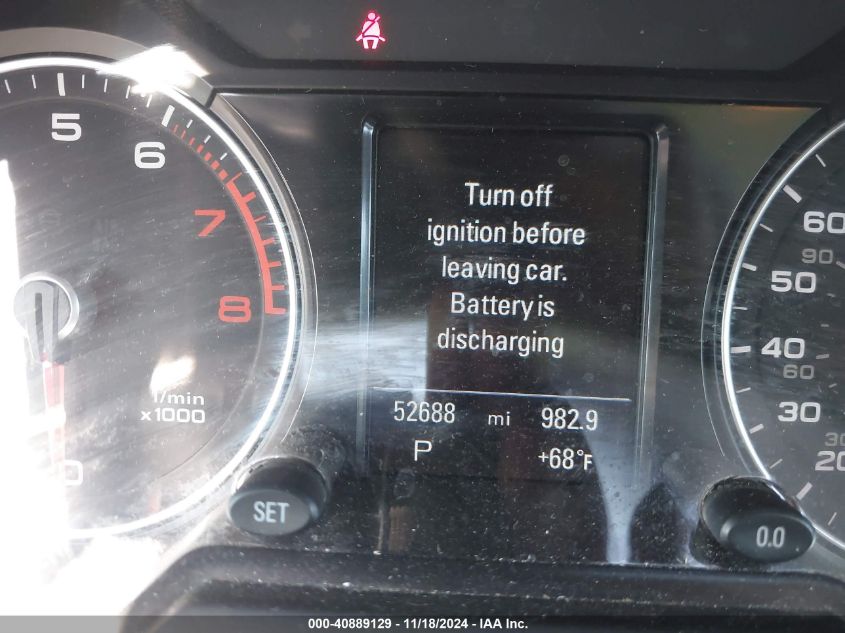 5
6
7
8
1/min
x1000
0
SET
Turn off
ignition before
leaving car.
Battery is
discharging
52688 mi 982.9
P +68°F
60
90
50
40
60
30
30
20
0.0
000-40889129 - 11/18/2024 - IAA Inc.